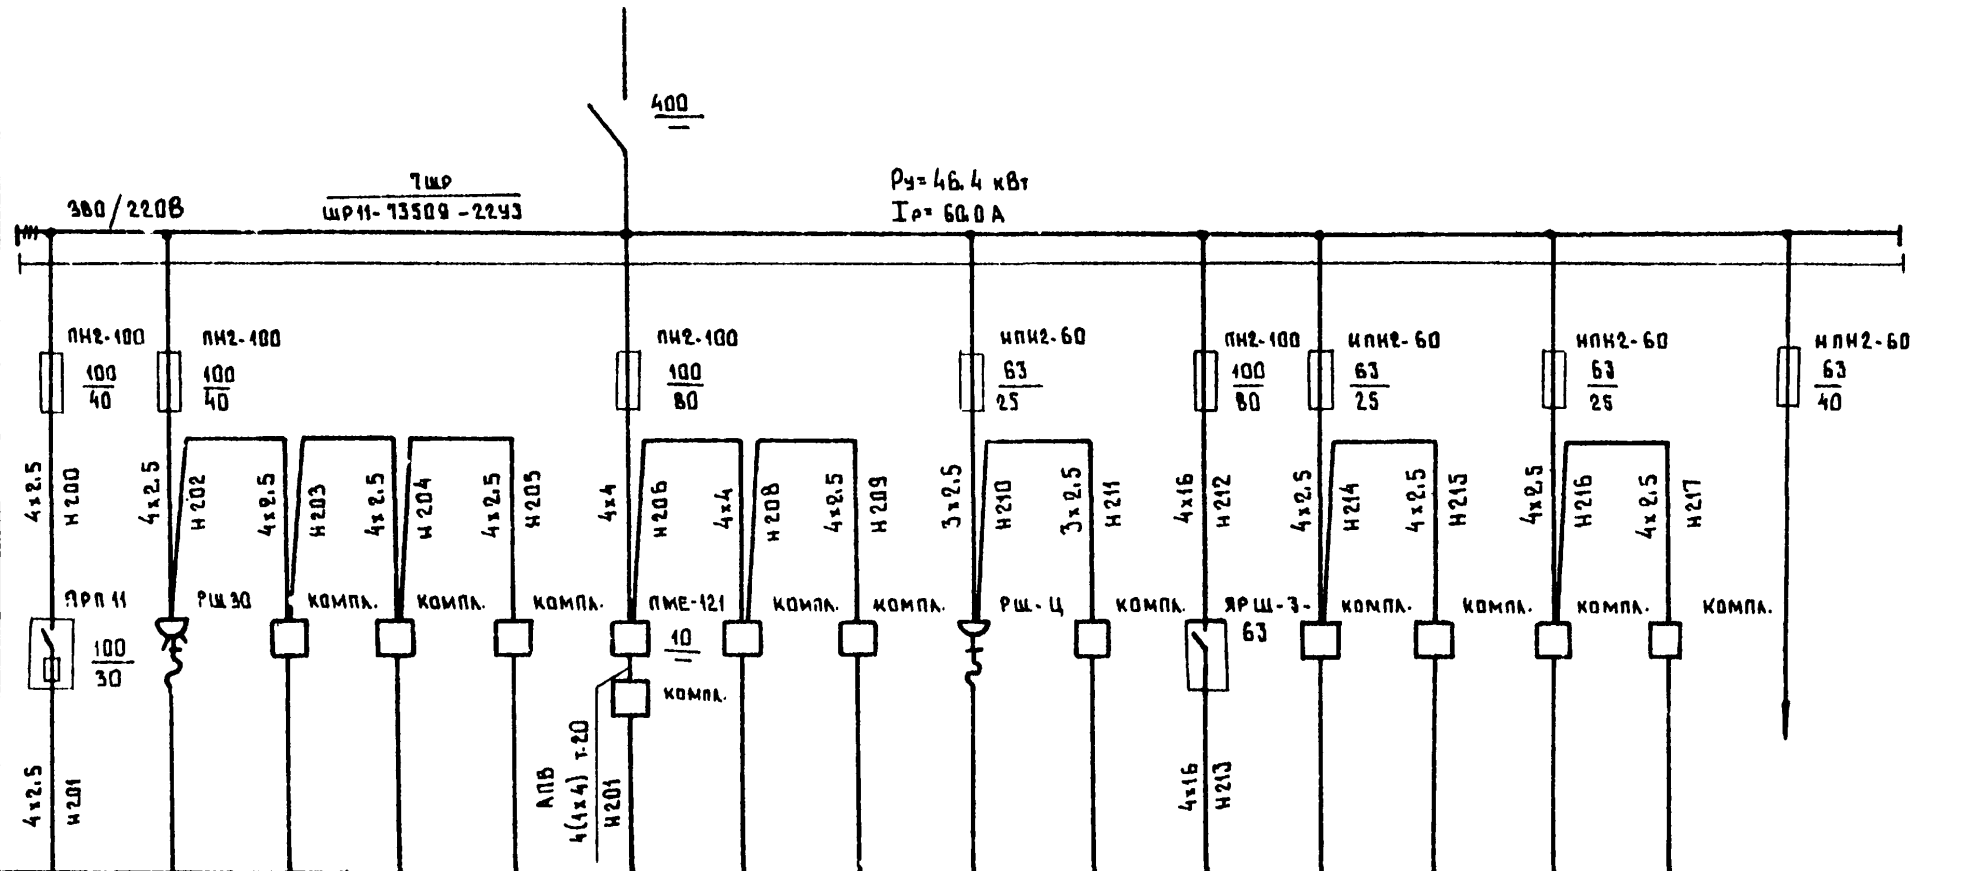 400
—
380/220В
7ШР
ШР11-73509-22У3
Ру=46.4 кВт
Iр= 60.0А
ПН2-100
100
40
ПН2-100
100
40
ПН2-100
100
80
НПН2-60
63
25
ПН2-100
100
80
НПН2-60
63
25
НПН2-60
63
25
НПН2-60
63
40
4х2.5
Н200
4х2.5
Н202
4х2.5
Н203
4х2.5
Н204
4х2.5
Н205
4х4
Н206
4х4
Н208
4х2.5
Н209
3х2.5
Н210
3х2.5
Н211
4х16
Н212
4х2.5
Н214
4х2.5
Н215
4х2.5
Н216
4х2.5
Н217
ЯРП11
100
30
РШ30
КОМПЛ.
КОМПЛ.
КОМПЛ.
ПМЕ-121
10
—
КОМПЛ.
КОМПЛ.
КОМПЛ.
РШ-Ц
КОМПЛ.
ЯРШ-3-
63
КОМПЛ.
КОМПЛ.
КОМПЛ.
КОМПЛ.
4х2.5
Н201
АПВ
4(1х4) т.20
Н201
4х16
Н213